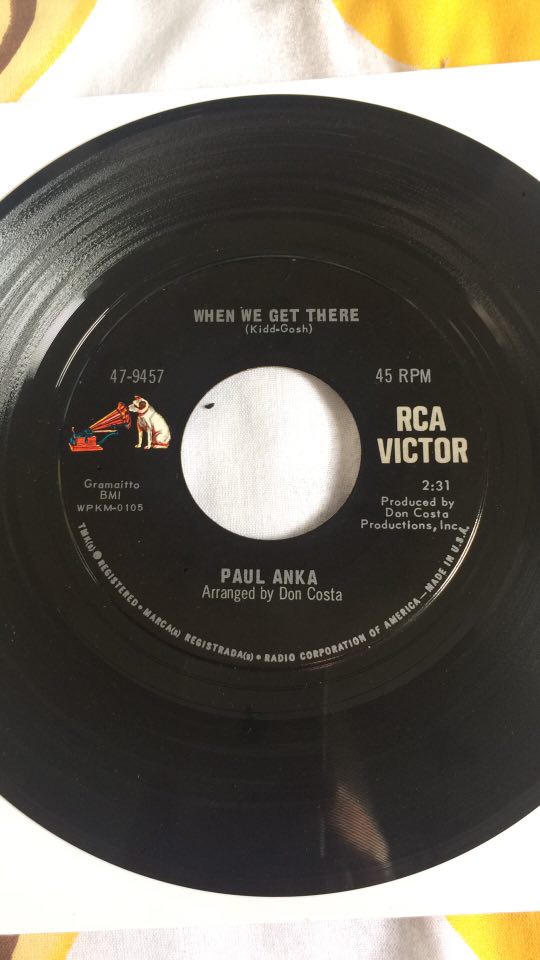 WHEN WE GET THERE
(Kidd-Gosh)
47-9457
45 RPM
RCA
VICTOR
Gramaitto
BMI
WPKM-0105
2:31
Produced by
Don Costa
Productions, Inc.
PAUL ANKA
Arranged by Don Costa
TMK(s) ® REGISTERED • MARCA(s) REGISTRADA(s) • RADIO CORPORATION OF AMERICA—MADE IN U.S.A.